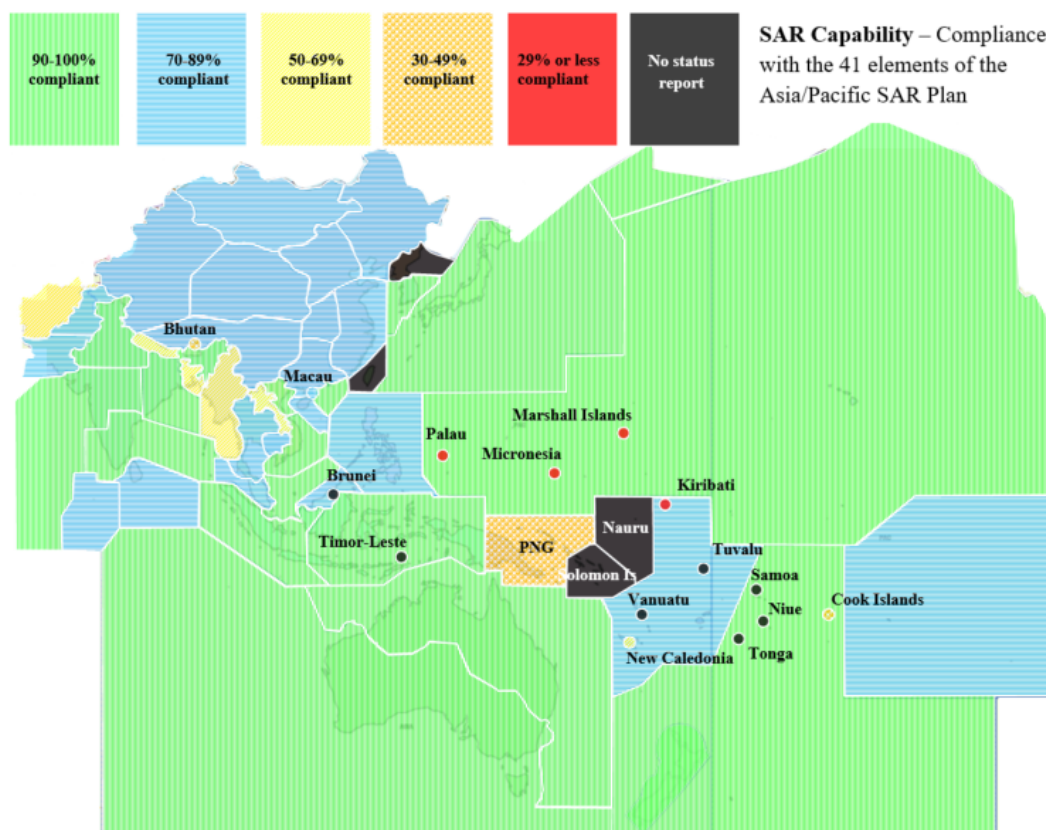 90-100%
compliant
70-89%
compliant
50-69%
compliant
30-49%
compliant
29% or less
compliant
No status
report
SAR Capability – Compliance
with the 41 elements of the
Asia/Pacific SAR Plan
Bhutan
Macau
Marshall Islands
Palau
Micronesia
Brunei
Kiribati
Nauru
Timor-Leste
PNG
Tuvalu
Solomon Is
Samoa
Vanuatu
Niue
Cook Islands
New Caledonia
Tonga